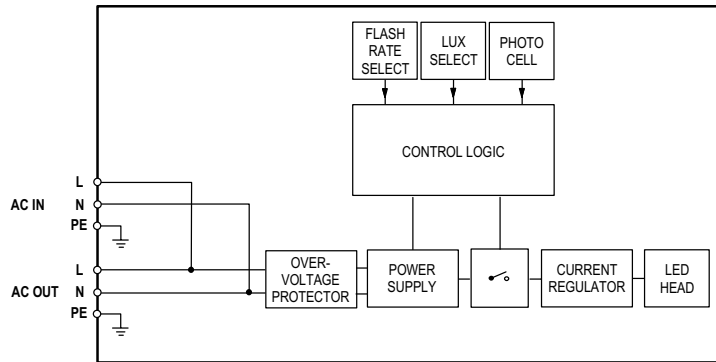 FLASH
RATE
SELECT
LUX
SELECT
PHOTO
CELL
CONTROL LOGIC
AC IN
L
N
PE
AC OUT
L
N
PE
OVER-
VOLTAGE
PROTECTOR
POWER
SUPPLY
CURRENT
REGULATOR
LED
HEAD